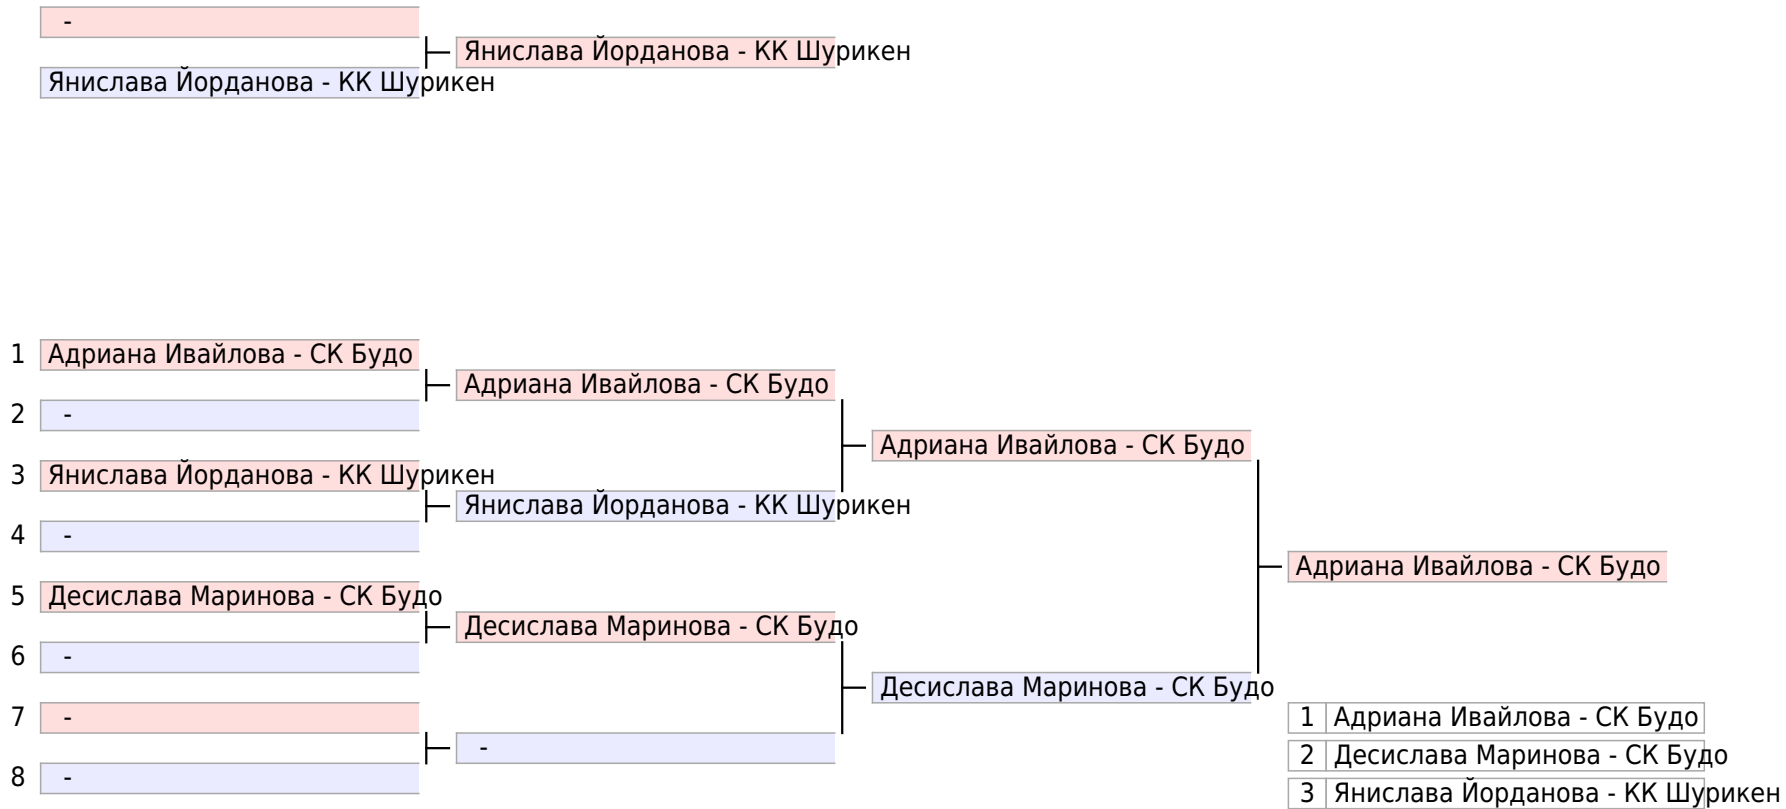 -
Янислава Йорданова - КК Шурикен
Янислава Йорданова - КК Шурикен
1 Адриана Ивайлова - СК Будо
Адриана Ивайлова - СК Будо
2 -
Адриана Ивайлова - СК Будо
3 Янислава Йорданова - КК Шурикен
Янислава Йорданова - КК Шурикен
4 -
Адриана Ивайлова - СК Будо
5 Десислава Маринова - СК Будо
Десислава Маринова - СК Будо
6 -
Десислава Маринова - СК Будо
7 -
1 Адриана Ивайлова - СК Будо
-
2 Десислава Маринова - СК Будо
8 -
3 Янислава Йорданова - КК Шурикен